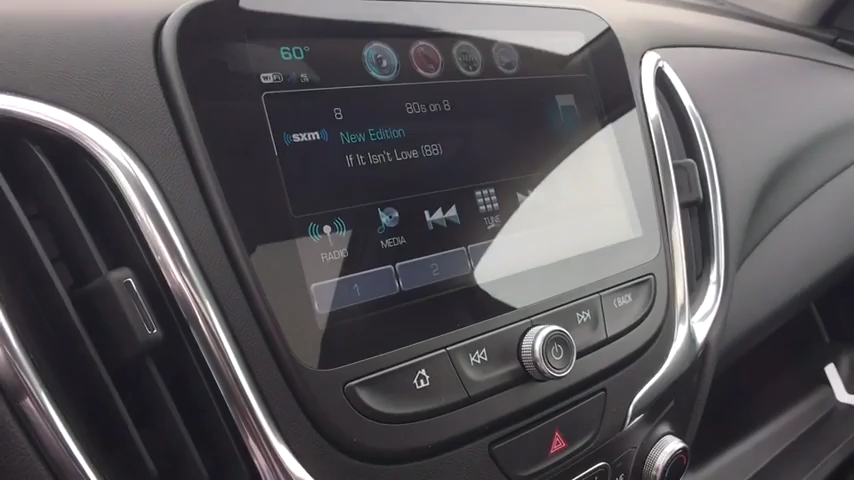 60°
WiFi
8
80s on 8
((sxm))
New Edition
If It Isn't Love (88)
RADIO
MEDIA
TUNE
1
2
BACK